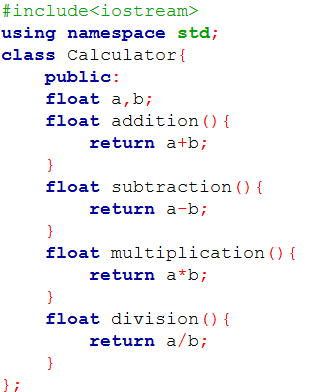 #include<iostream>
using namespace std;
class Calculator{
    public:
    float a,b;
    float addition(){
        return a+b;
    }
    float subtraction(){
        return a-b;
    }
    float multiplication(){
        return a*b;
    }
    float division(){
        return a/b;
    }
};